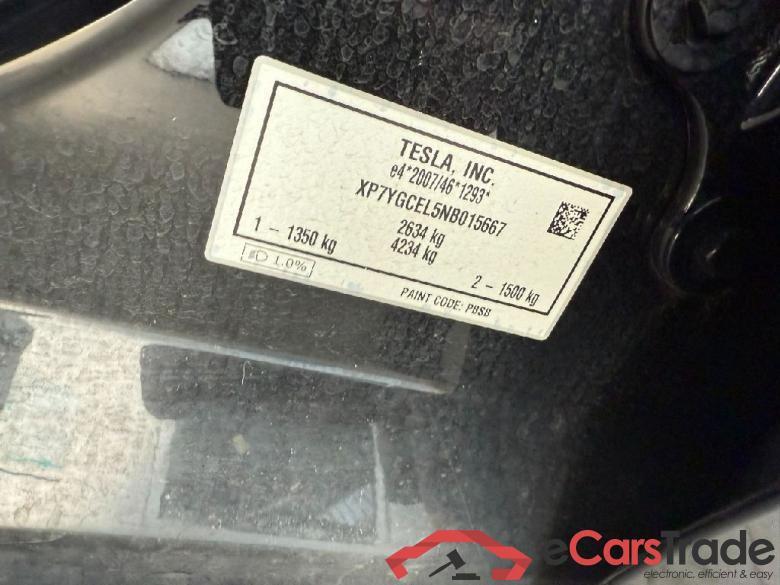 TESLA, INC.
e4*2007/46*1293*
XP7YGCEL5NB015667
2634 kg
4234 kg
1 - 1350 kg
2 - 1500 kg
1.0%
PAINT CODE: PBSB
eCarsTrade
electronic, efficient & easy